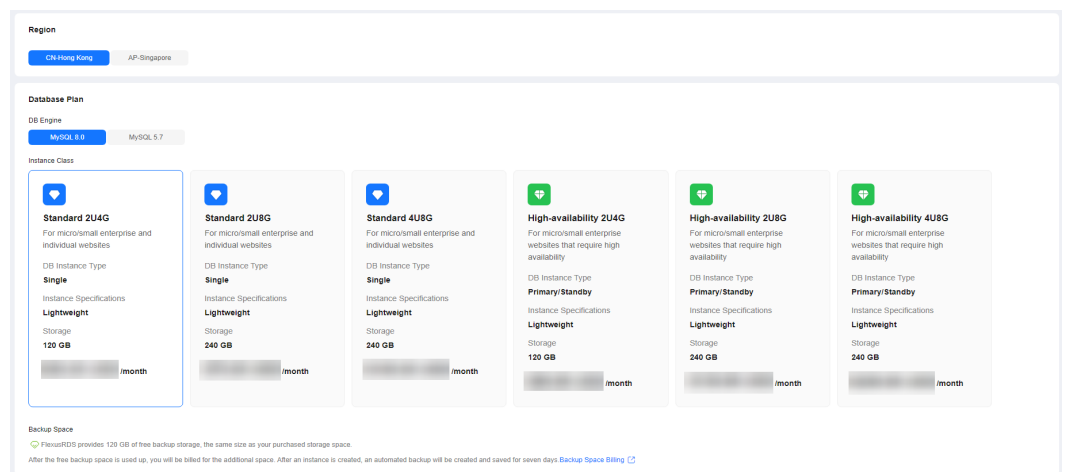 Region
CN-Hong Kong AP-Singapore
Database Plan
DB Engine
MySQL 8.0 MySQL 5.7
Instance Class
Standard 2U4G
For micro/small enterprise and
individual websites
DB Instance Type
Single
Instance Specifications
Lightweight
Storage
120 GB
/month
Standard 2U8G
For micro/small enterprise and
individual websites
DB Instance Type
Single
Instance Specifications
Lightweight
Storage
240 GB
/month
Standard 4U8G
For micro/small enterprise and
individual websites
DB Instance Type
Single
Instance Specifications
Lightweight
Storage
240 GB
/month
High-availability 2U4G
For micro/small enterprise
websites that require high
availability
DB Instance Type
Primary/Standby
Instance Specifications
Lightweight
Storage
120 GB
/month
High-availability 2U8G
For micro/small enterprise
websites that require high
availability
DB Instance Type
Primary/Standby
Instance Specifications
Lightweight
Storage
240 GB
/month
High-availability 4U8G
For micro/small enterprise
websites that require high
availability
DB Instance Type
Primary/Standby
Instance Specifications
Lightweight
Storage
240 GB
/month
Backup Space
FlexusRDS provides 120 GB of free backup storage, the same size as your purchased storage space.
After the free backup space is used up, you will be billed for the additional space. After an instance is created, an automated backup will be created and saved for seven days.Backup Space Billing